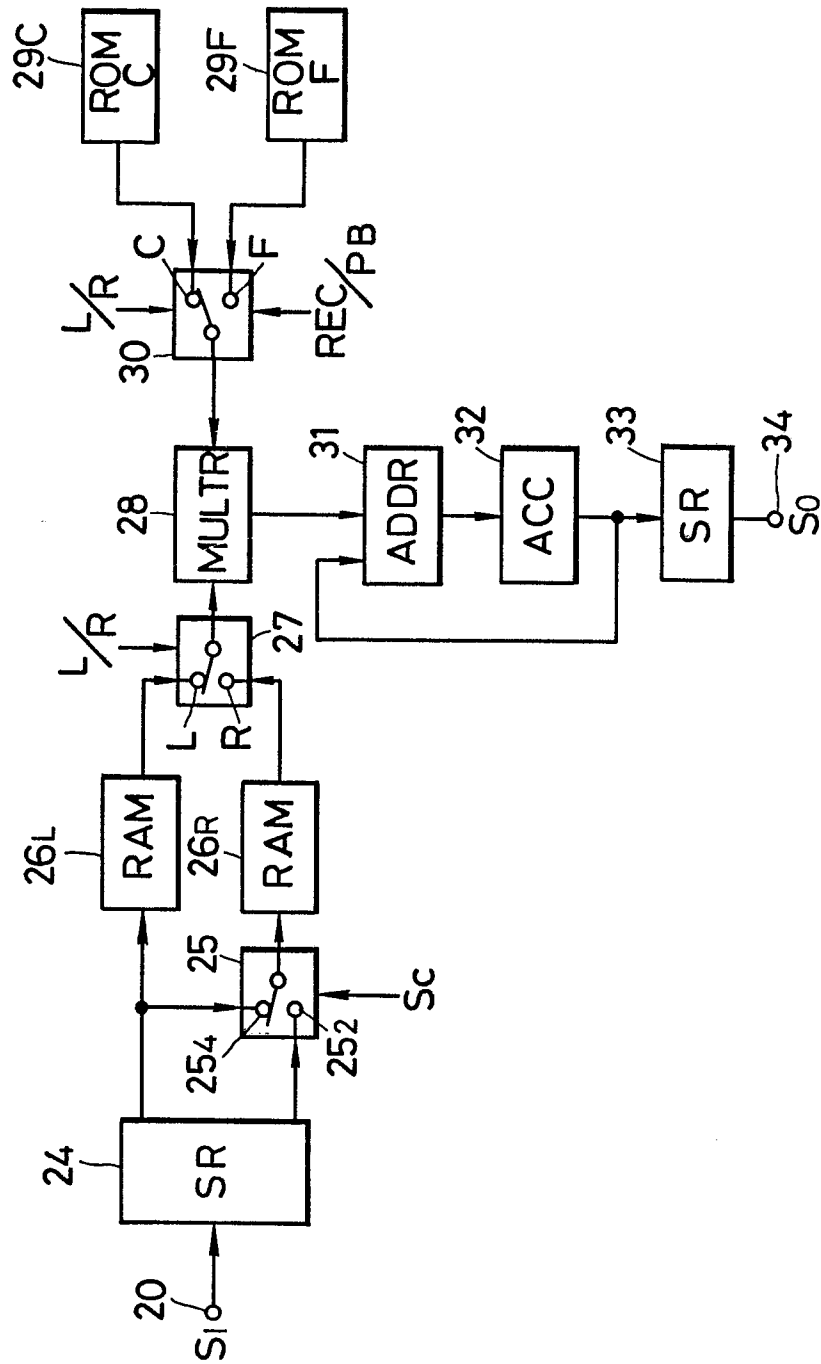 SI
20
24
SR
254
252
25
SC
26L
RAM
26R
RAM
L/R
L
R
27
28
MULTR
L/R
30
C
F
REC/PB
29C
ROM
C
29F
ROM
F
31
ADDR
32
ACC
33
SR
34
SO